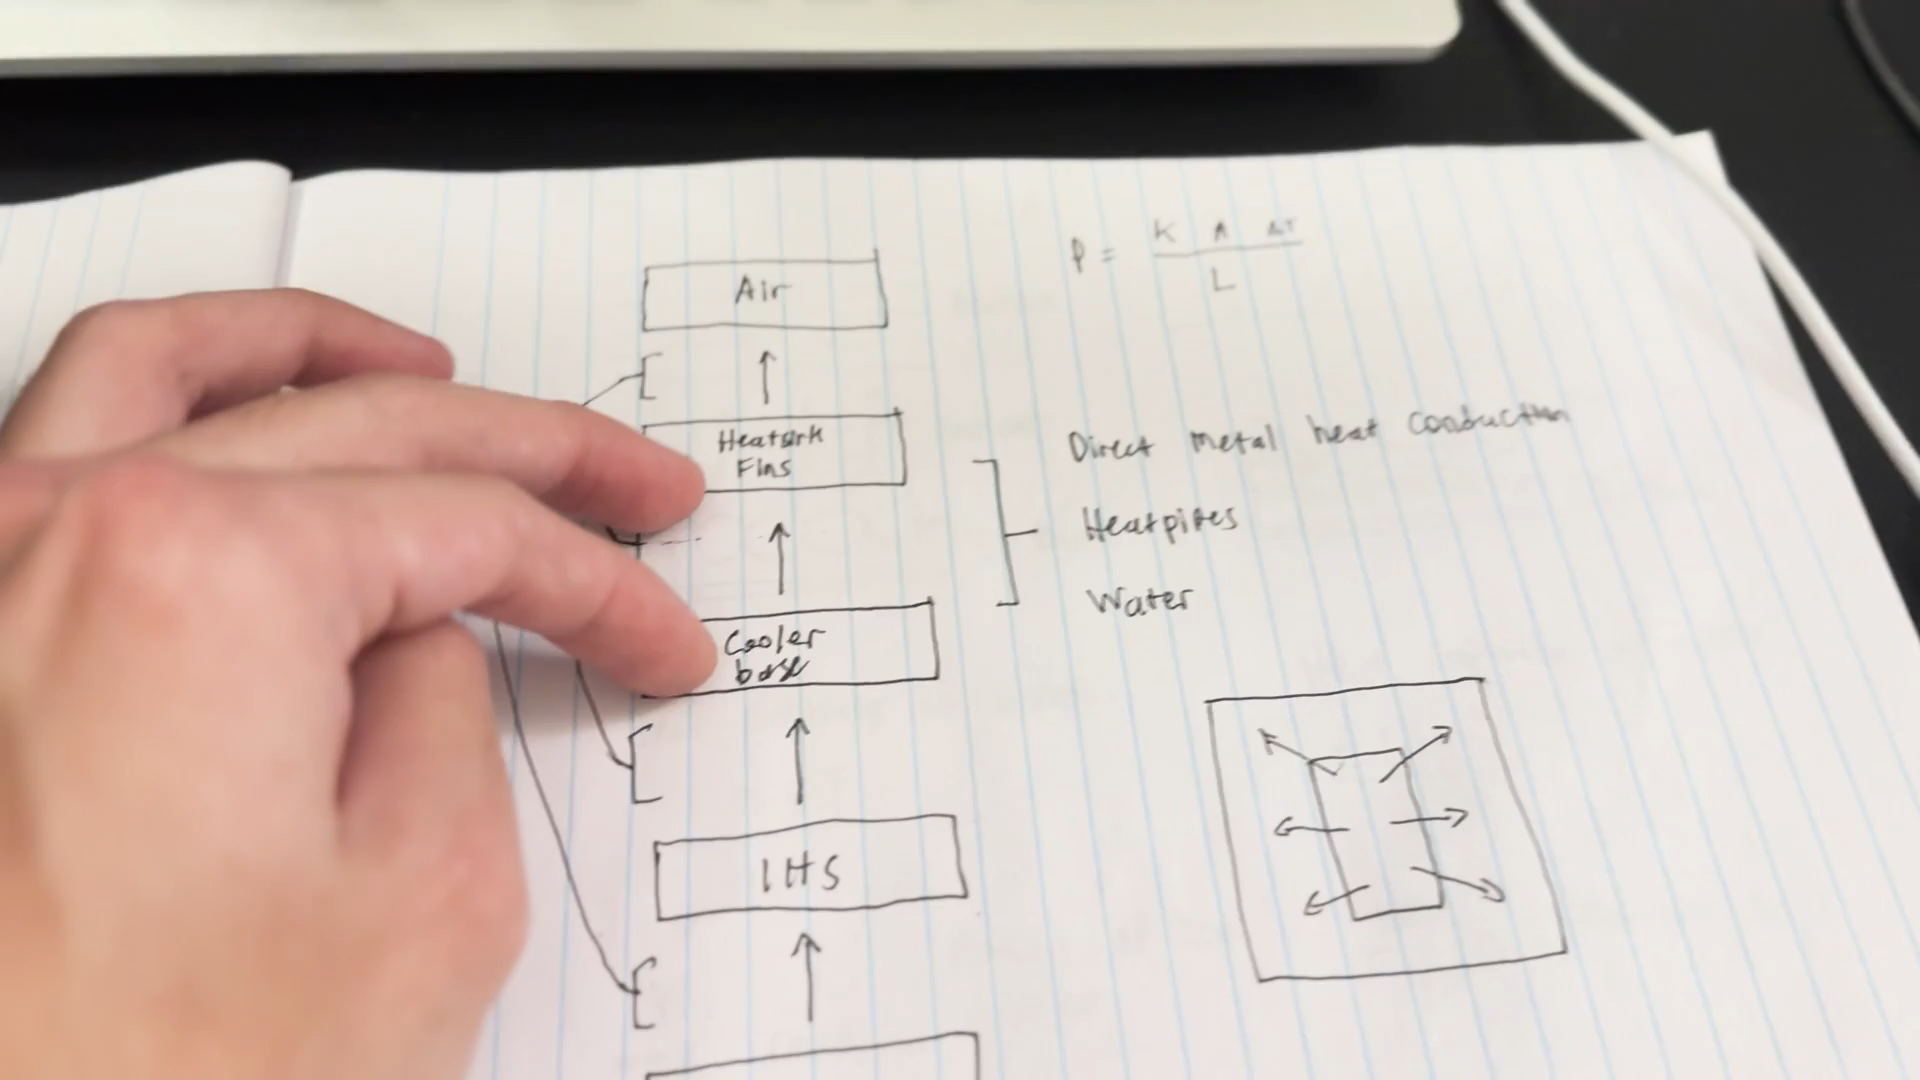 Air
P = K A ΔT
L
Heatsink
Fins
Direct metal heat conduction
Heatpipes
Water
Cooler
base
IHS